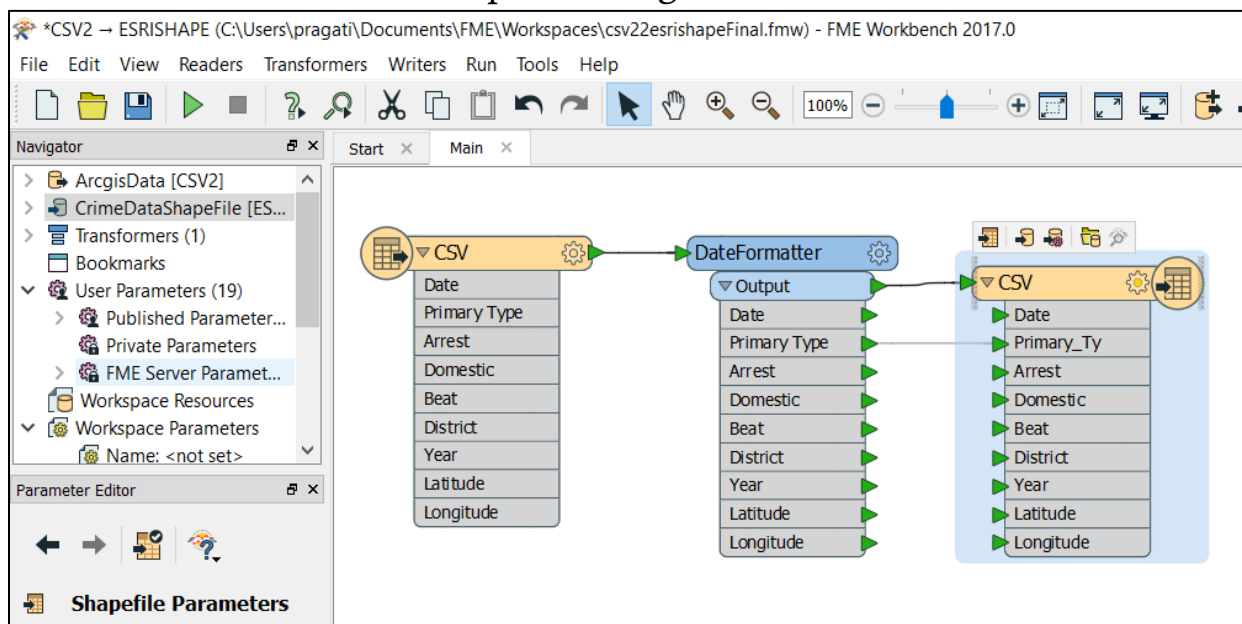 *CSV2 → ESRISHAPE (C:\Users\pragati\Documents\FME\Workspaces\csv22esrishapeFinal.fmw) - FME Workbench 2017.0
File Edit View Readers Transformers Writers Run Tools Help
100%
Navigator
Start Main
ArcgisData [CSV2]
CrimeDataShapeFile [ES...
Transformers (1)
Bookmarks
User Parameters (19)
Published Parameter...
Private Parameters
FME Server Paramet...
Workspace Resources
Workspace Parameters
Name: <not set>
Parameter Editor
Shapefile Parameters
CSV
Date
Primary Type
Arrest
Domestic
Beat
District
Year
Latitude
Longitude
DateFormatter
Output
Date
Primary Type
Arrest
Domestic
Beat
District
Year
Latitude
Longitude
CSV
Date
Primary_Ty
Arrest
Domestic
Beat
District
Year
Latitude
Longitude